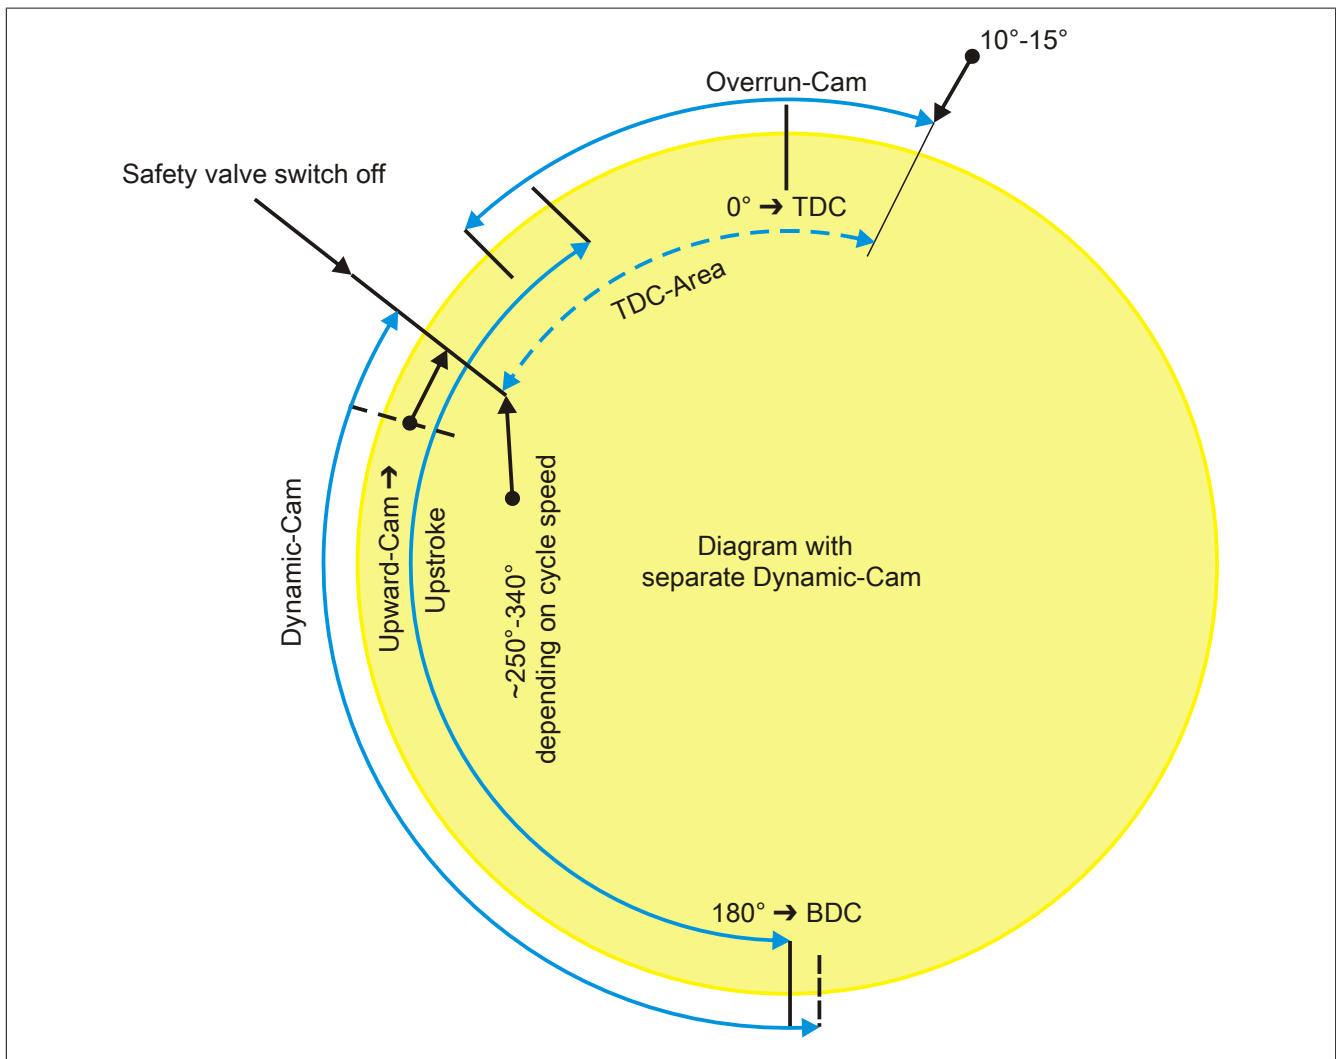 10°-15°
Overrun-Cam
Safety valve switch off
0° ➔ TDC
TDC-Area
Dynamic-Cam
Upward-Cam ➔
Upstroke
~250°-340°
depending on cycle speed
Diagram with
separate Dynamic-Cam
180° ➔ BDC